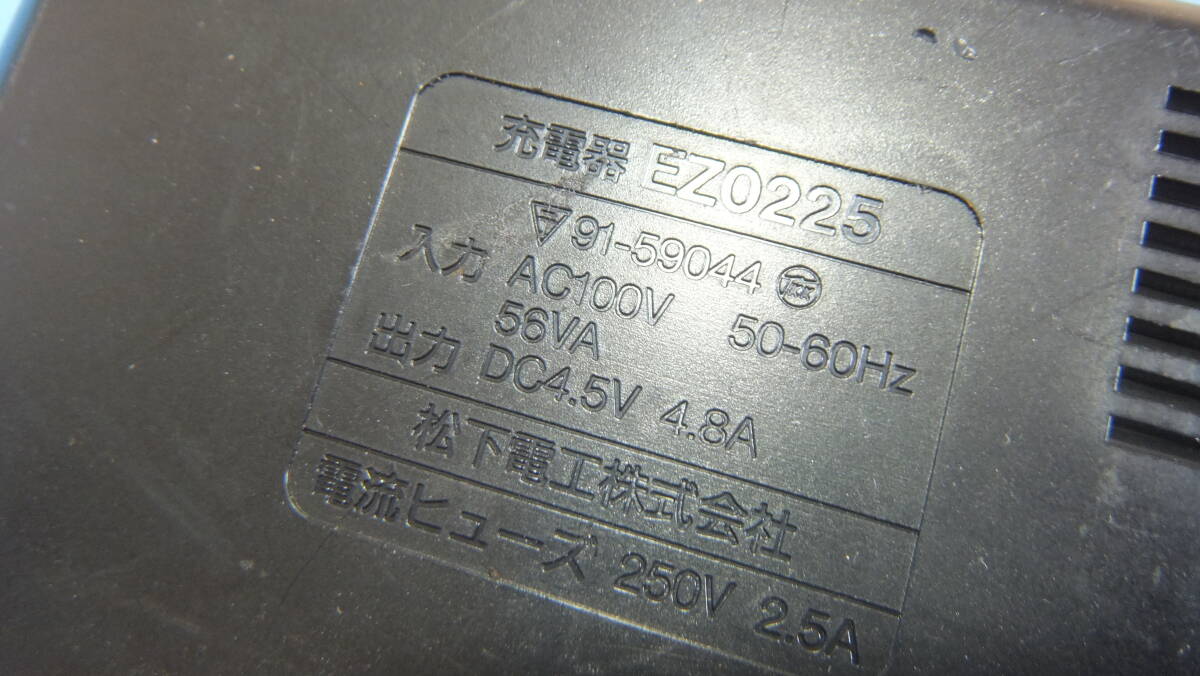 充電器 EZ0225
91-59044
入力 AC100V 50-60Hz
56VA
出力 DC4.5V 4.8A
松下電工株式会社
電流ヒューズ 250V 2.5A